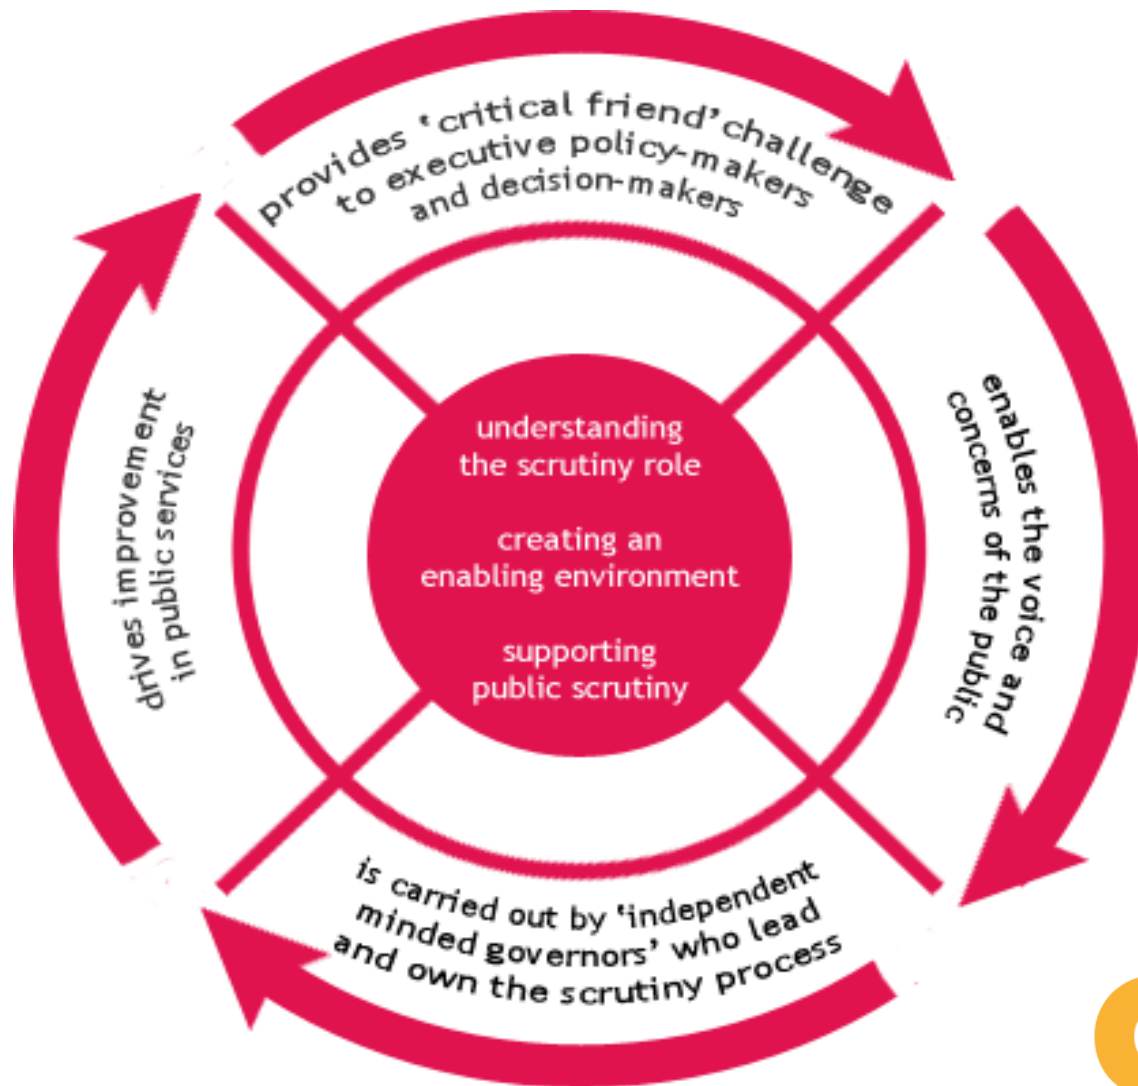 provides ‘critical friend’ challenge
to executive policy-makers
and decision-makers
enables the voice and
concerns of the public
is carried out by ‘independent
minded governors’ who lead
and own the scrutiny process
drives improvement
in public services
understanding
the scrutiny role
creating an
enabling environment
supporting
public scrutiny